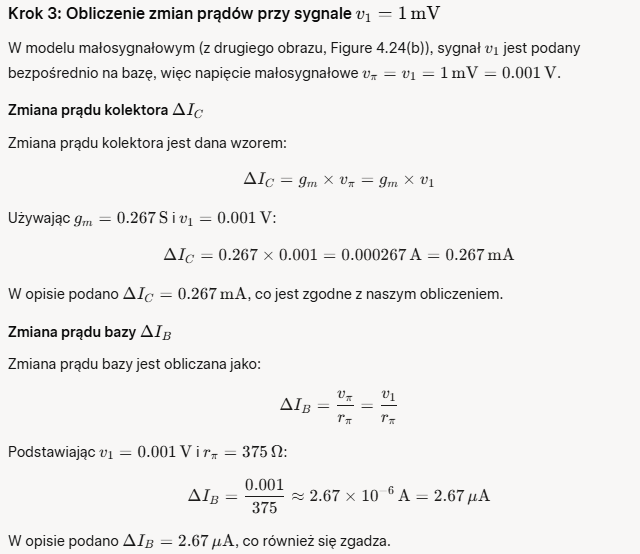 Krok 3: Obliczenie zmian prądów przy sygnale v₁ = 1 mV
W modelu małosygnałowym (z drugiego obrazu, Figure 4.24(b)), sygnał v₁ jest podany
bezpośrednio na bazę, więc napięcie małosygnałowe v_π = v₁ = 1 mV = 0.001 V.
Zmiana prądu kolektora ΔI_C
Zmiana prądu kolektora jest dana wzorem:
ΔI_C = g_m × v_π = g_m × v₁
Używając g_m = 0.267 S i v₁ = 0.001 V:
ΔI_C = 0.267 × 0.001 = 0.000267 A = 0.267 mA
W opisie podano ΔI_C = 0.267 mA, co jest zgodne z naszym obliczeniem.
Zmiana prądu bazy ΔI_B
Zmiana prądu bazy jest obliczana jako:
ΔI_B = v_π / r_π = v₁ / r_π
Podstawiając v₁ = 0.001 V i r_π = 375 Ω:
ΔI_B = 0.001 / 375 ≈ 2.67 × 10⁻⁶ A = 2.67 μA
W opisie podano ΔI_B = 2.67 μA, co również się zgadza.